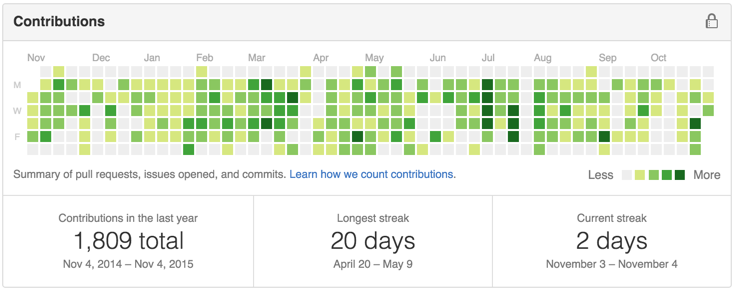 Contributions
Nov Dec Jan Feb Mar Apr May Jun Jul Aug Sep Oct
M
W
F
Summary of pull requests, issues opened, and commits. Learn how we count contributions.
Less More
Contributions in the last year
1,809 total
Nov 4, 2014 – Nov 4, 2015
Longest streak
20 days
April 20 – May 9
Current streak
2 days
November 3 – November 4